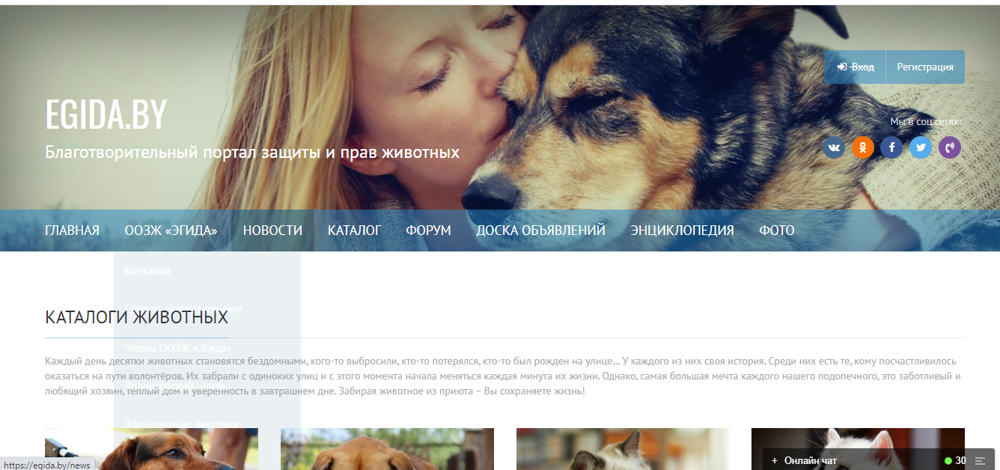 Вход
Регистрация
EGIDA.BY
Мы в соц.сетях:
Благотворительный портал защиты и прав животных
ГЛАВНАЯ
ООЗЖ «ЭГИДА»
НОВОСТИ
КАТАЛОГ
ФОРУМ
ДОСКА ОБЪЯВЛЕНИЙ
ЭНЦИКЛОПЕДИЯ
ФОТО
Контакты
Сделать пожертвование
КАТАЛОГИ ЖИВОТНЫХ
Члены ООЗЖ «Эгида»
Каждый день десятки животных становятся бездомными, кого-то выбросили, кто-то потерялся, кто-то был рожден на улице... У каждого из них своя история. Среди них есть те, кому посчастливилось
оказаться на пути волонтёров. Их забрали с одиноких улиц и с этого момента начала меняться каждая минута их жизни. Однако, самая большая мечта каждого нашего подопечного, это заботливый и
любящий хозяин, теплый дом и уверенность в завтрашнем дне. Забирая животное из приюта – Вы сохраняете жизнь!
Волонтёрский центр
Зоозащитные листовки
+ Онлайн чат
30
https://egida.by/news